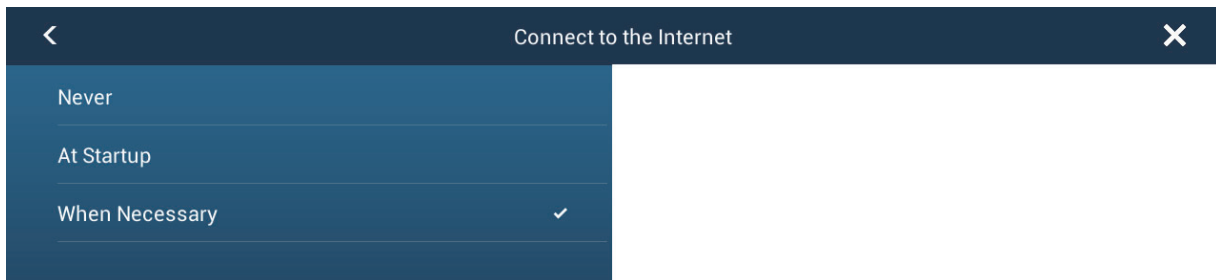 Connect to the Internet
Never
At Startup
When Necessary